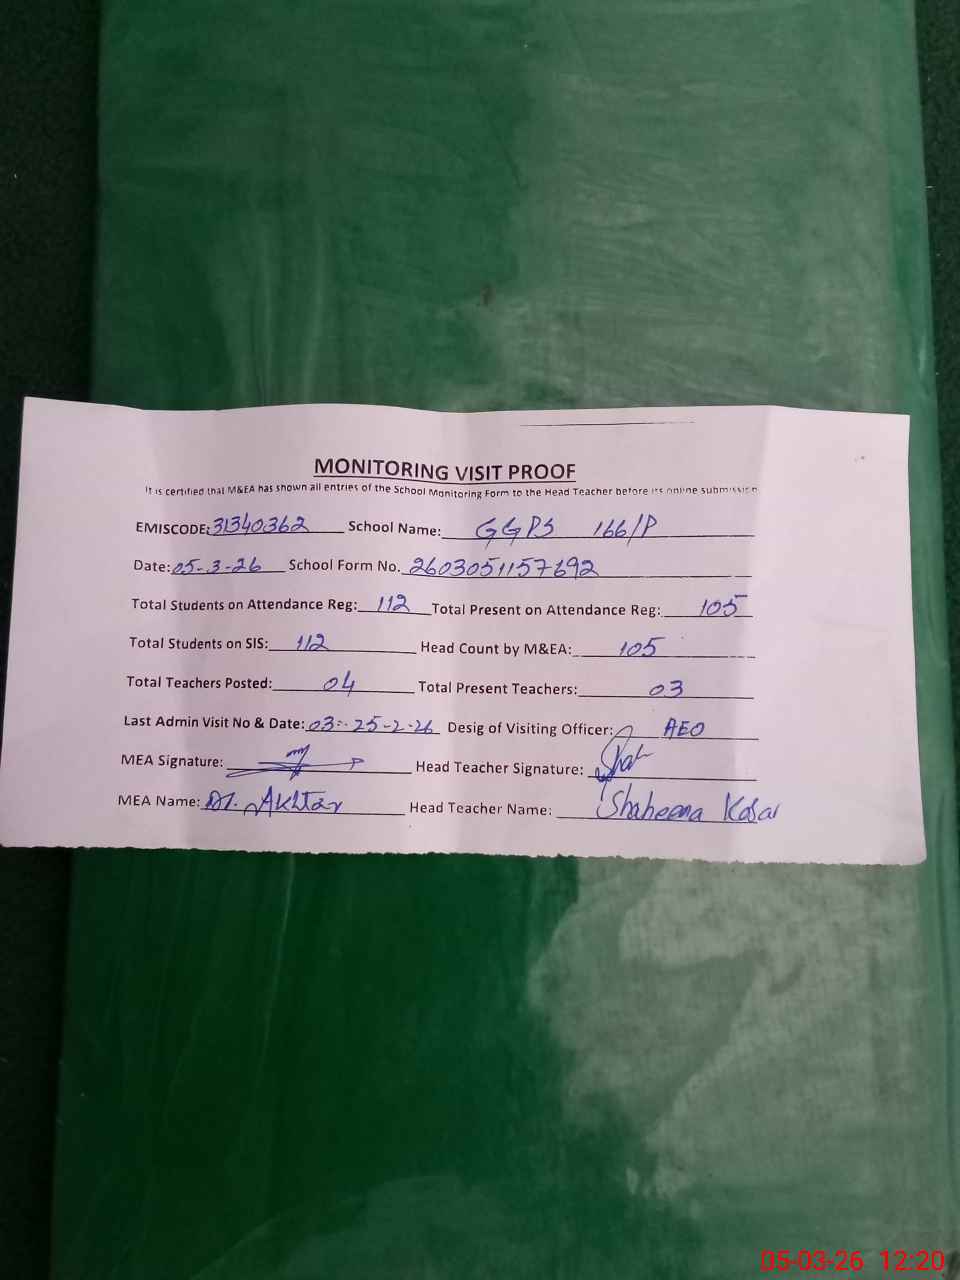 MONITORING VISIT PROOF
It is certified that M&EA has shown all entries of the School Monitoring Form to the Head Teacher before its online submission
EMISCODE: 31340362 School Name: GGPS 166/P
Date: 05-3-26 School Form No. 2603051157692
Total Students on Attendance Reg: 112 Total Present on Attendance Reg: 105
Total Students on SIS: 112 Head Count by M&EA: 105
Total Teachers Posted: 04 Total Present Teachers: 03
Last Admin Visit No & Date: 03-25-2-26 Desig of Visiting Officer: AEO
MEA Signature: Head Teacher Signature: Shah
MEA Name: Akhtar Head Teacher Name: Shaheena Kosar
05-03-26 12:20